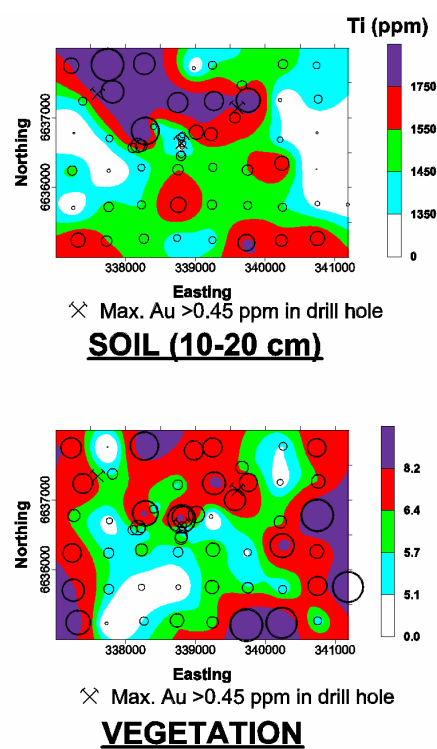 Ti (ppm)
1750
1550
1450
1350
0
Northing
6637000
6636000
338000
339000
340000
341000
Easting
Max. Au >0.45 ppm in drill hole
SOIL (10-20 cm)
8.2
6.4
5.7
5.1
0.0
Northing
6637000
6636000
338000
339000
340000
341000
Easting
Max. Au >0.45 ppm in drill hole
VEGETATION